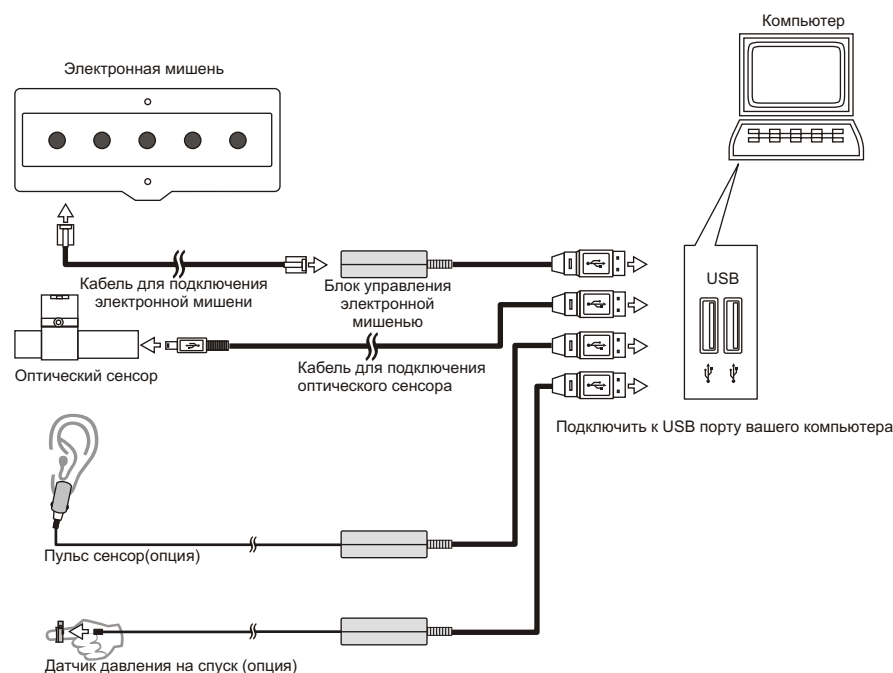 Компьютер
Электронная мишень
Кабель для подключения
электронной мишени
Блок управления
электронной
мишенью
USB
Оптический сенсор
Кабель для подключения
оптического сенсора
Подключить к USB порту вашего компьютера
Пульс сенсор(опция)
Датчик давления на спуск (опция)